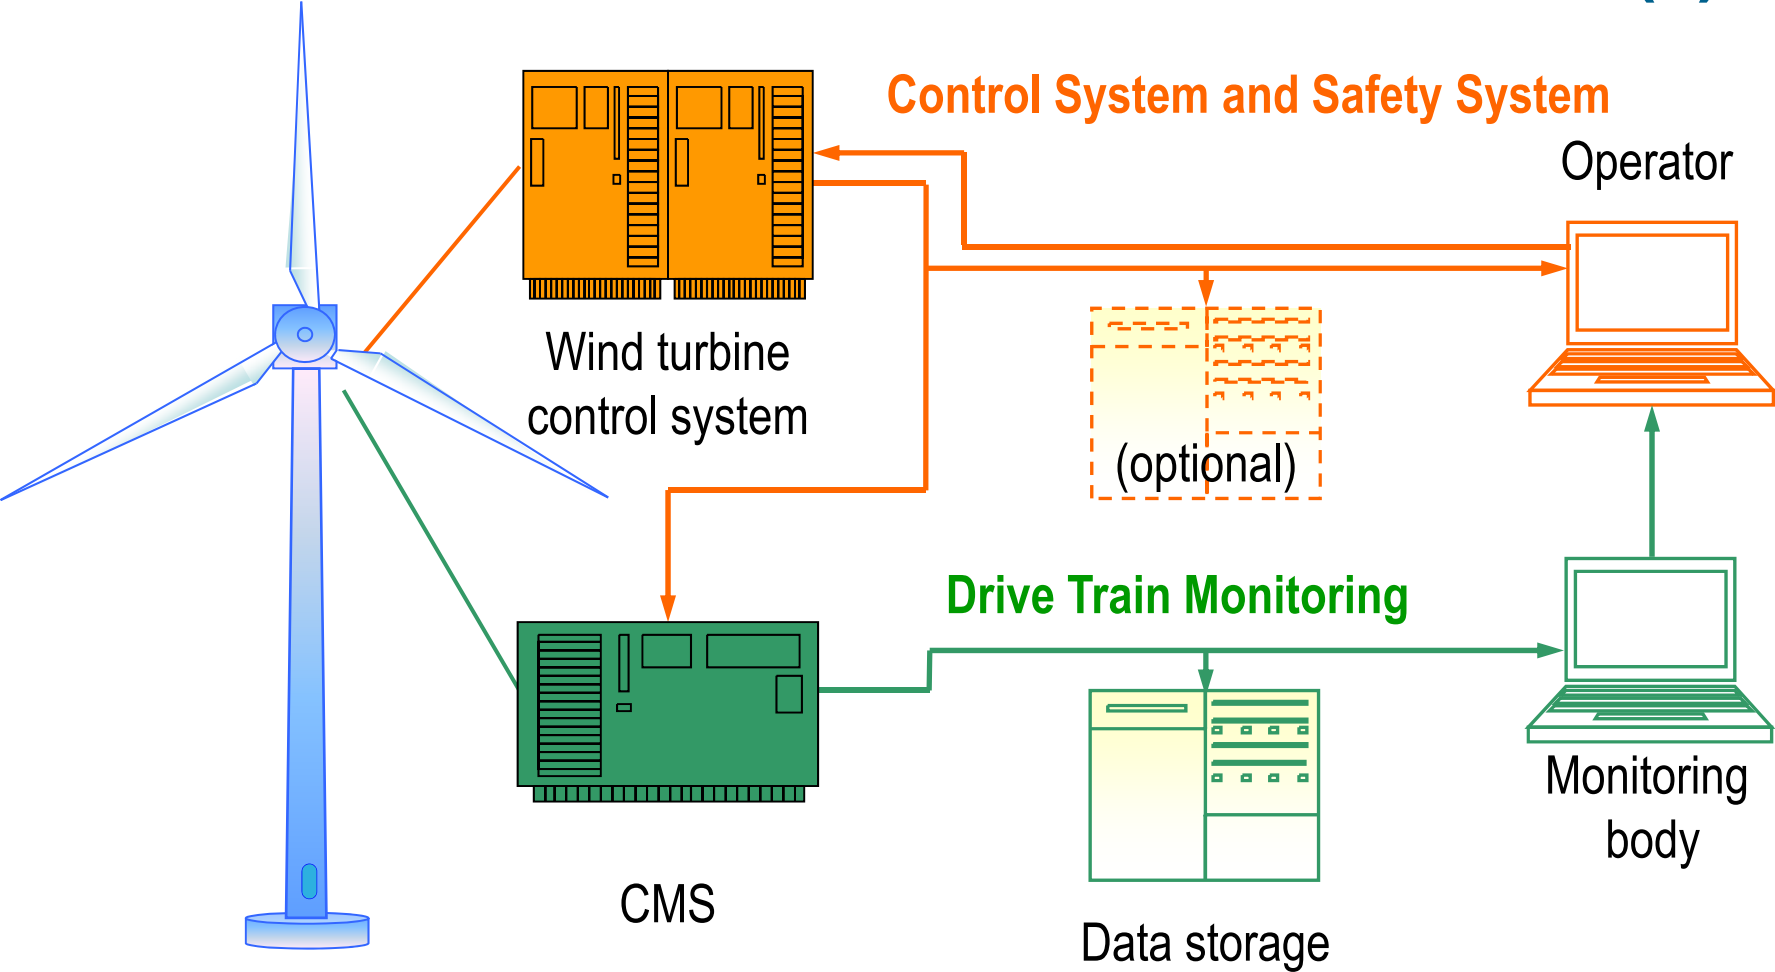 Control System and Safety System
Operator
Wind turbine
control system
(optional)
Drive Train Monitoring
Monitoring
body
CMS
Data storage